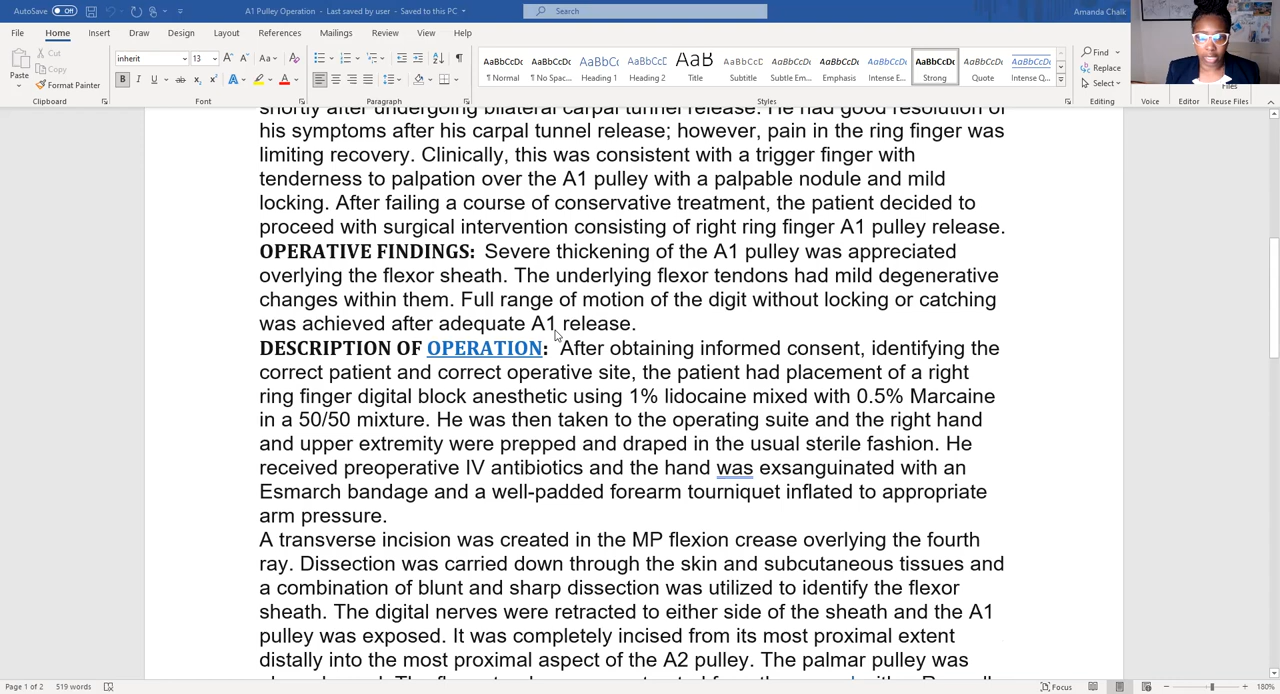 AutoSave Off
A1 Pulley Operation - Last saved by user - Saved to this PC
Search
Amanda Chalk
File Home Insert Draw Design Layout References Mailings Review View Help
Paste
Cut
Copy
Format Painter
Clipboard
inherit 13
Font
Paragraph
AaBbCcDc AaBbCcDc AaBbCc AaBbCcC AaB AaBbCcD AaBbCcDc AaBbCcDc AaBbCcDc AaBbCcDc AaBbCcDc AaBbCcDc
¶ Normal ¶ No Spac... Heading 1 Heading 2 Title Subtitle Subtle Em... Emphasis Intense E... Strong Quote Intense Q...
Styles
Find
Replace
Select
Editing
Voice
Editor
Files
Reuse Files
shortly after undergoing bilateral carpal tunnel release. He had good resolution of
his symptoms after his carpal tunnel release; however, pain in the ring finger was
limiting recovery. Clinically, this was consistent with a trigger finger with
tenderness to palpation over the A1 pulley with a palpable nodule and mild
locking. After failing a course of conservative treatment, the patient decided to
proceed with surgical intervention consisting of right ring finger A1 pulley release.
OPERATIVE FINDINGS: Severe thickening of the A1 pulley was appreciated
overlying the flexor sheath. The underlying flexor tendons had mild degenerative
changes within them. Full range of motion of the digit without locking or catching
was achieved after adequate A1 release.
DESCRIPTION OF OPERATION: After obtaining informed consent, identifying the
correct patient and correct operative site, the patient had placement of a right
ring finger digital block anesthetic using 1% lidocaine mixed with 0.5% Marcaine
in a 50/50 mixture. He was then taken to the operating suite and the right hand
and upper extremity were prepped and draped in the usual sterile fashion. He
received preoperative IV antibiotics and the hand was exsanguinated with an
Esmarch bandage and a well-padded forearm tourniquet inflated to appropriate
arm pressure.
A transverse incision was created in the MP flexion crease overlying the fourth
ray. Dissection was carried down through the skin and subcutaneous tissues and
a combination of blunt and sharp dissection was utilized to identify the flexor
sheath. The digital nerves were retracted to either side of the sheath and the A1
pulley was exposed. It was completely incised from its most proximal extent
distally into the most proximal aspect of the A2 pulley. The palmar pulley was
Page 1 of 2 519 words
Focus
180%